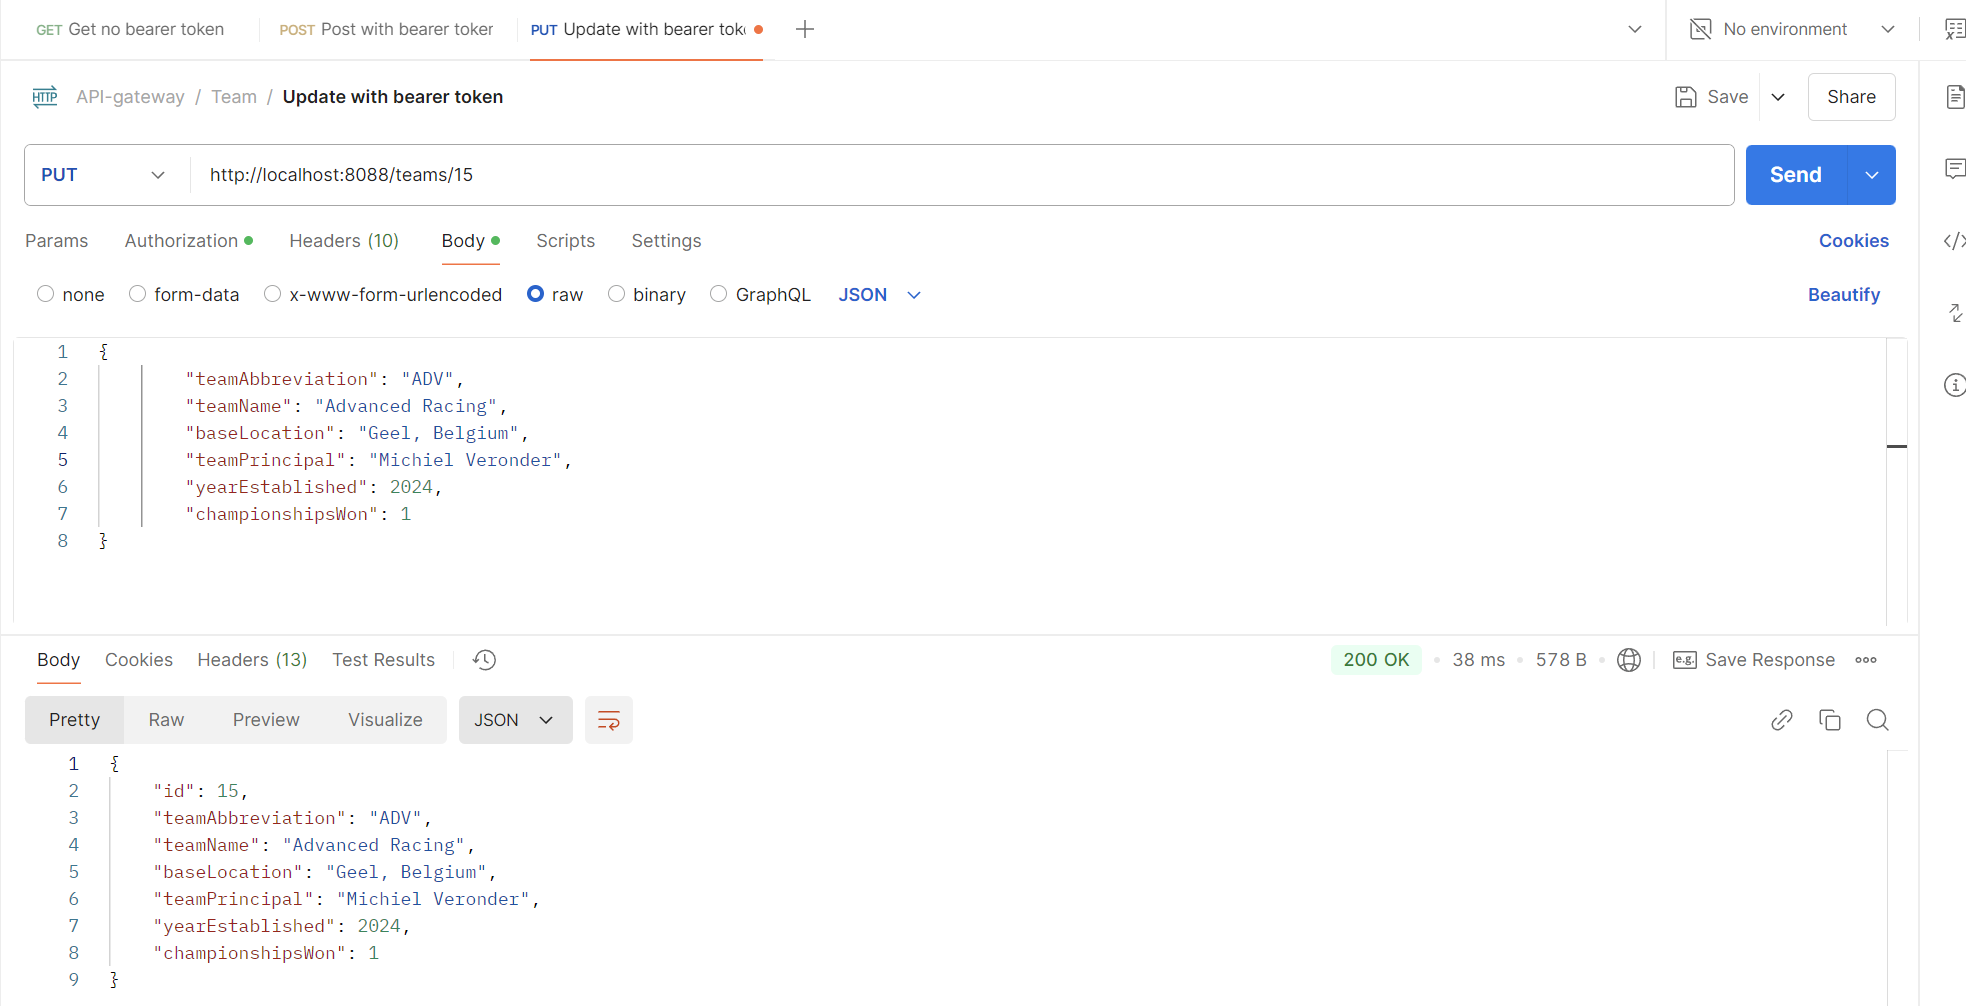 GET Get no bearer token POST Post with bearer token PUT Update with bearer tok No environment
HTTP API-gateway / Team / Update with bearer token Save Share
PUT http://localhost:8088/teams/15 Send
Params Authorization Headers (10) Body Scripts Settings Cookies
none form-data x-www-form-urlencoded raw binary GraphQL JSON Beautify
1 {
2 "teamAbbreviation": "ADV",
3 "teamName": "Advanced Racing",
4 "baseLocation": "Geel, Belgium",
5 "teamPrincipal": "Michiel Veronder",
6 "yearEstablished": 2024,
7 "championshipsWon": 1
8 }
Body Cookies Headers (13) Test Results 200 OK 38 ms 578 B e.g. Save Response
Pretty Raw Preview Visualize JSON
1 {
2 "id": 15,
3 "teamAbbreviation": "ADV",
4 "teamName": "Advanced Racing",
5 "baseLocation": "Geel, Belgium",
6 "teamPrincipal": "Michiel Veronder",
7 "yearEstablished": 2024,
8 "championshipsWon": 1
9 }